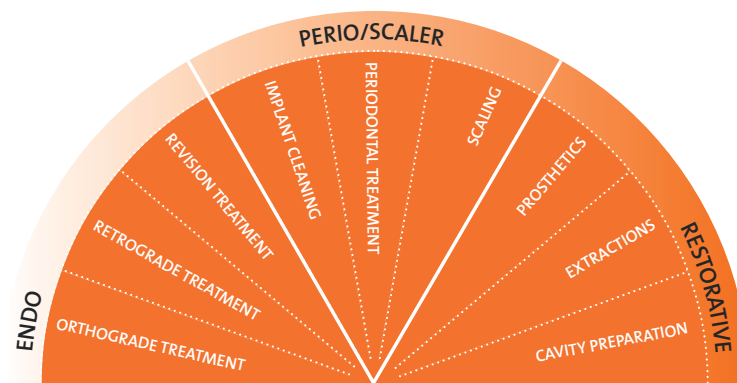 PERIO/SCALER
ENDO
RESTORATIVE
ORTHOGRADE TREATMENT
RETROGRADE TREATMENT
REVISION TREATMENT
IMPLANT CLEANING
PERIODONTAL TREATMENT
SCALING
PROSTHETICS
EXTRACTIONS
CAVITY PREPARATION